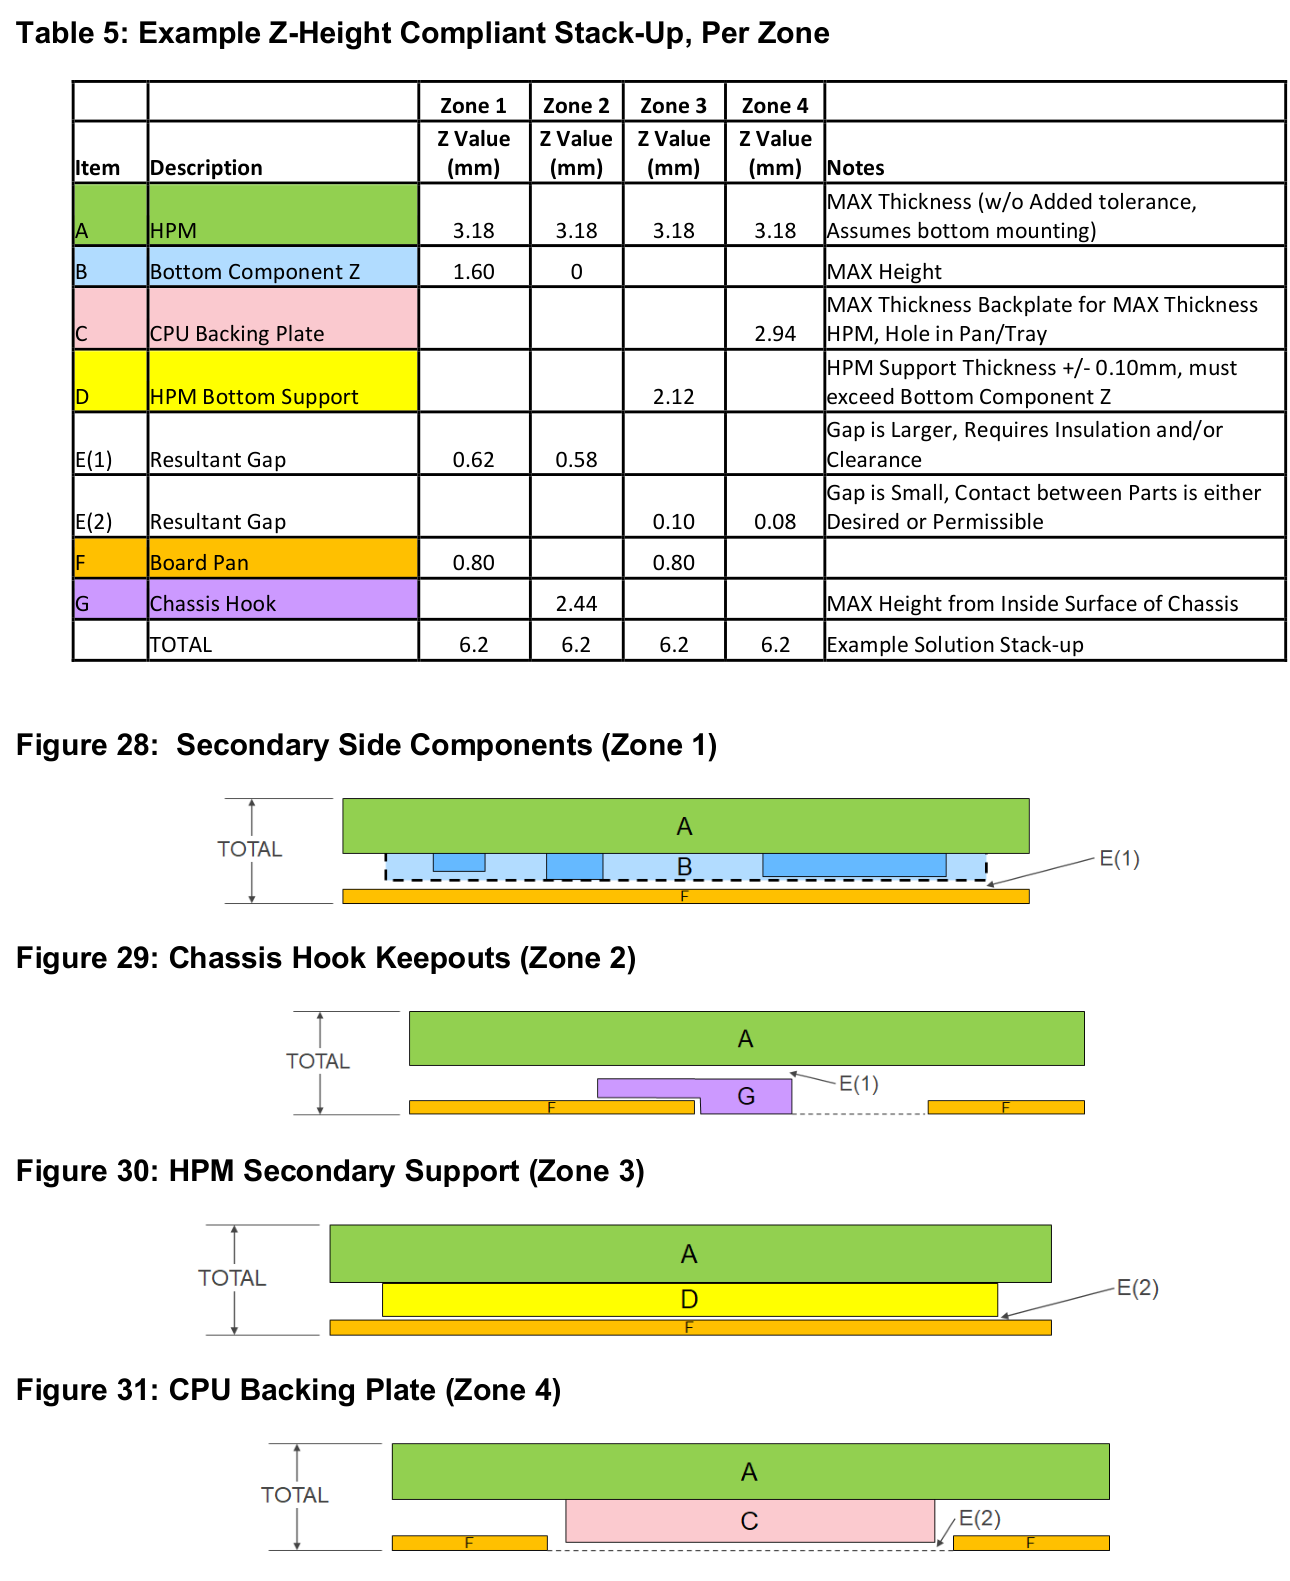 Table 5: Example Z-Height Compliant Stack-Up, Per Zone
Zone 1 Zone 2 Zone 3 Zone 4
Item Description Z Value (mm) Z Value (mm) Z Value (mm) Z Value (mm) Notes
A HPM 3.18 3.18 3.18 3.18 MAX Thickness (w/o Added tolerance,
Assumes bottom mounting)
B Bottom Component Z 1.60 0 MAX Height
C CPU Backing Plate 2.94 MAX Thickness Backplate for MAX Thickness
HPM, Hole in Pan/Tray
D HPM Bottom Support 2.12 HPM Support Thickness +/- 0.10mm, must
exceed Bottom Component Z
E(1) Resultant Gap 0.62 0.58 Gap is Larger, Requires Insulation and/or
Clearance
E(2) Resultant Gap 0.10 0.08 Gap is Small, Contact between Parts is either
Desired or Permissible
F Board Pan 0.80 0.80
G Chassis Hook 2.44 MAX Height from Inside Surface of Chassis
TOTAL 6.2 6.2 6.2 6.2 Example Solution Stack-up
Figure 28: Secondary Side Components (Zone 1)
A
TOTAL
B
E(1)
F
Figure 29: Chassis Hook Keepouts (Zone 2)
A
TOTAL
E(1)
G
F F
Figure 30: HPM Secondary Support (Zone 3)
A
TOTAL
E(2)
D
F
Figure 31: CPU Backing Plate (Zone 4)
A
TOTAL
C
E(2)
F F